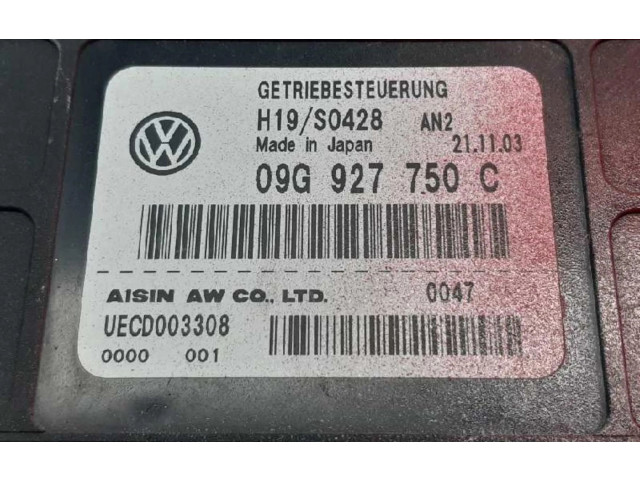 GETRIEBESTEUERUNG
H19/S0428 AN2
Made in Japan 21.11.03
09G 927 750 C
AISIN AW CO., LTD. 0047
UECD003308
0000 001